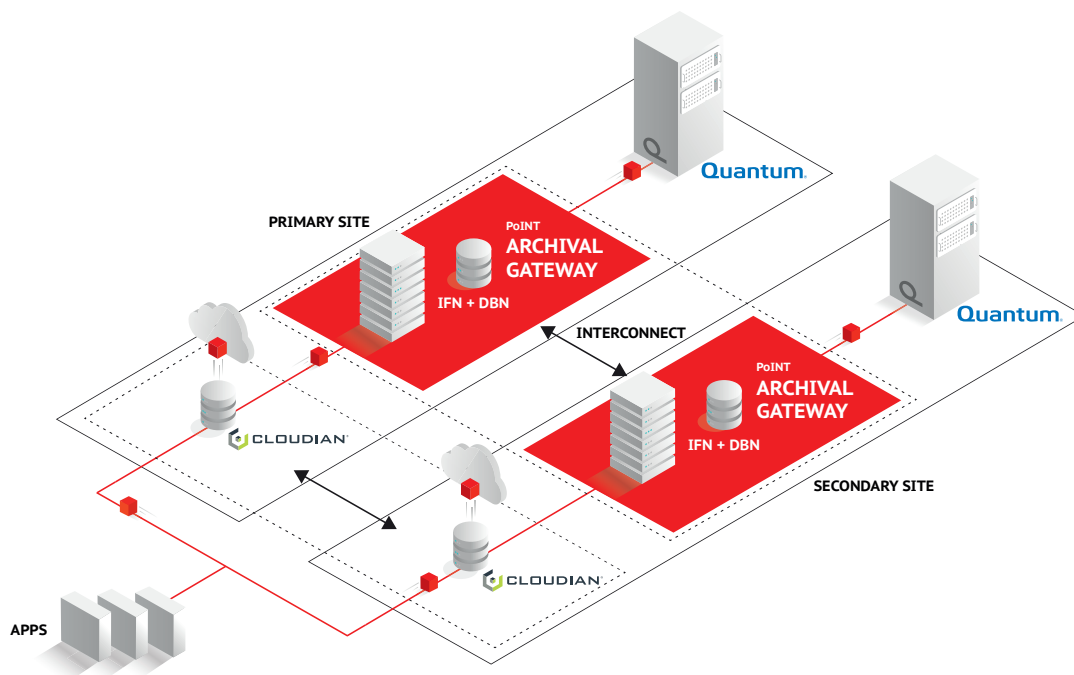 Quantum
PRIMARY SITE
PoINT
ARCHIVAL
GATEWAY
IFN + DBN
Quantum
INTERCONNECT
PoINT
ARCHIVAL
GATEWAY
IFN + DBN
CLOUDIAN
SECONDARY SITE
CLOUDIAN
APPS